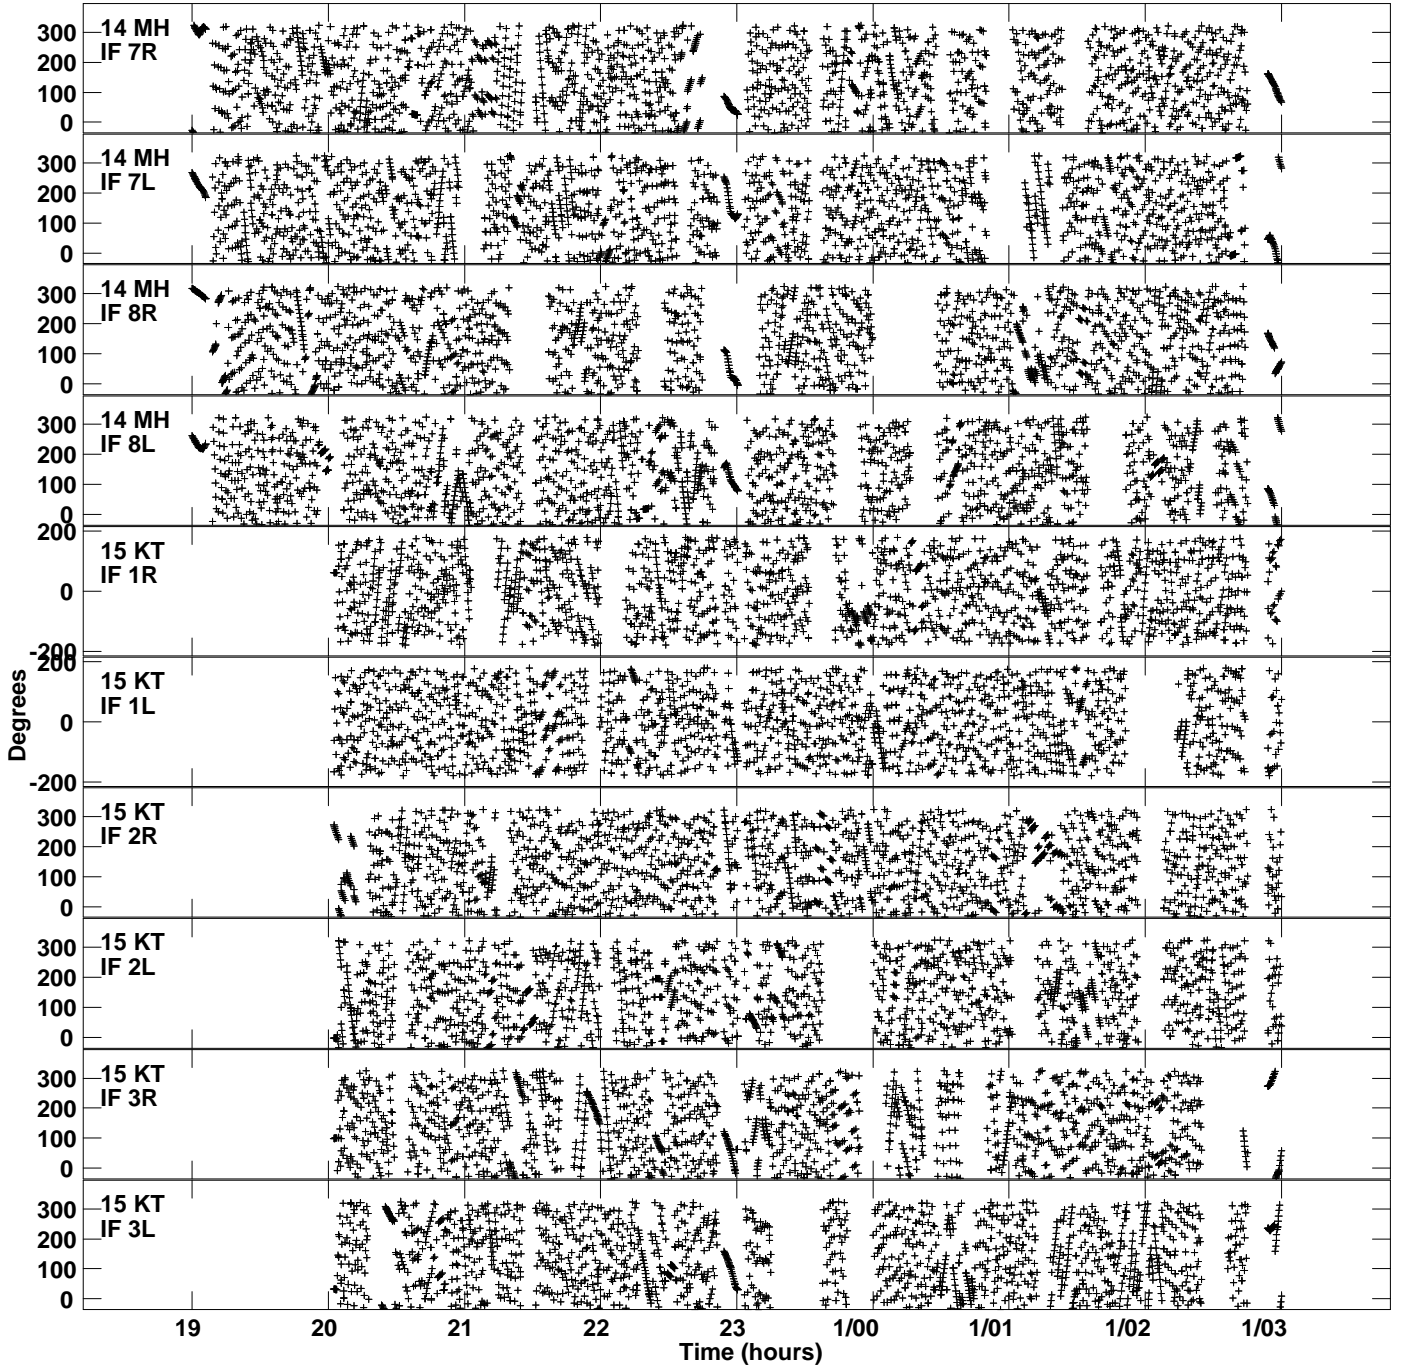 14 MH
IF 7R
300
200
100
0
14 MH
IF 7L
300
200
100
0
14 MH
IF 8R
300
200
100
0
14 MH
IF 8L
300
200
100
0
15 KT
IF 1R
200
0
-200
15 KT
IF 1L
200
0
-200
15 KT
IF 2R
300
200
100
0
15 KT
IF 2L
300
200
100
0
15 KT
IF 3R
300
200
100
0
15 KT
IF 3L
300
200
100
0
Degrees
19 20 21 22 23 1/00 1/01 1/02 1/03
Time (hours)